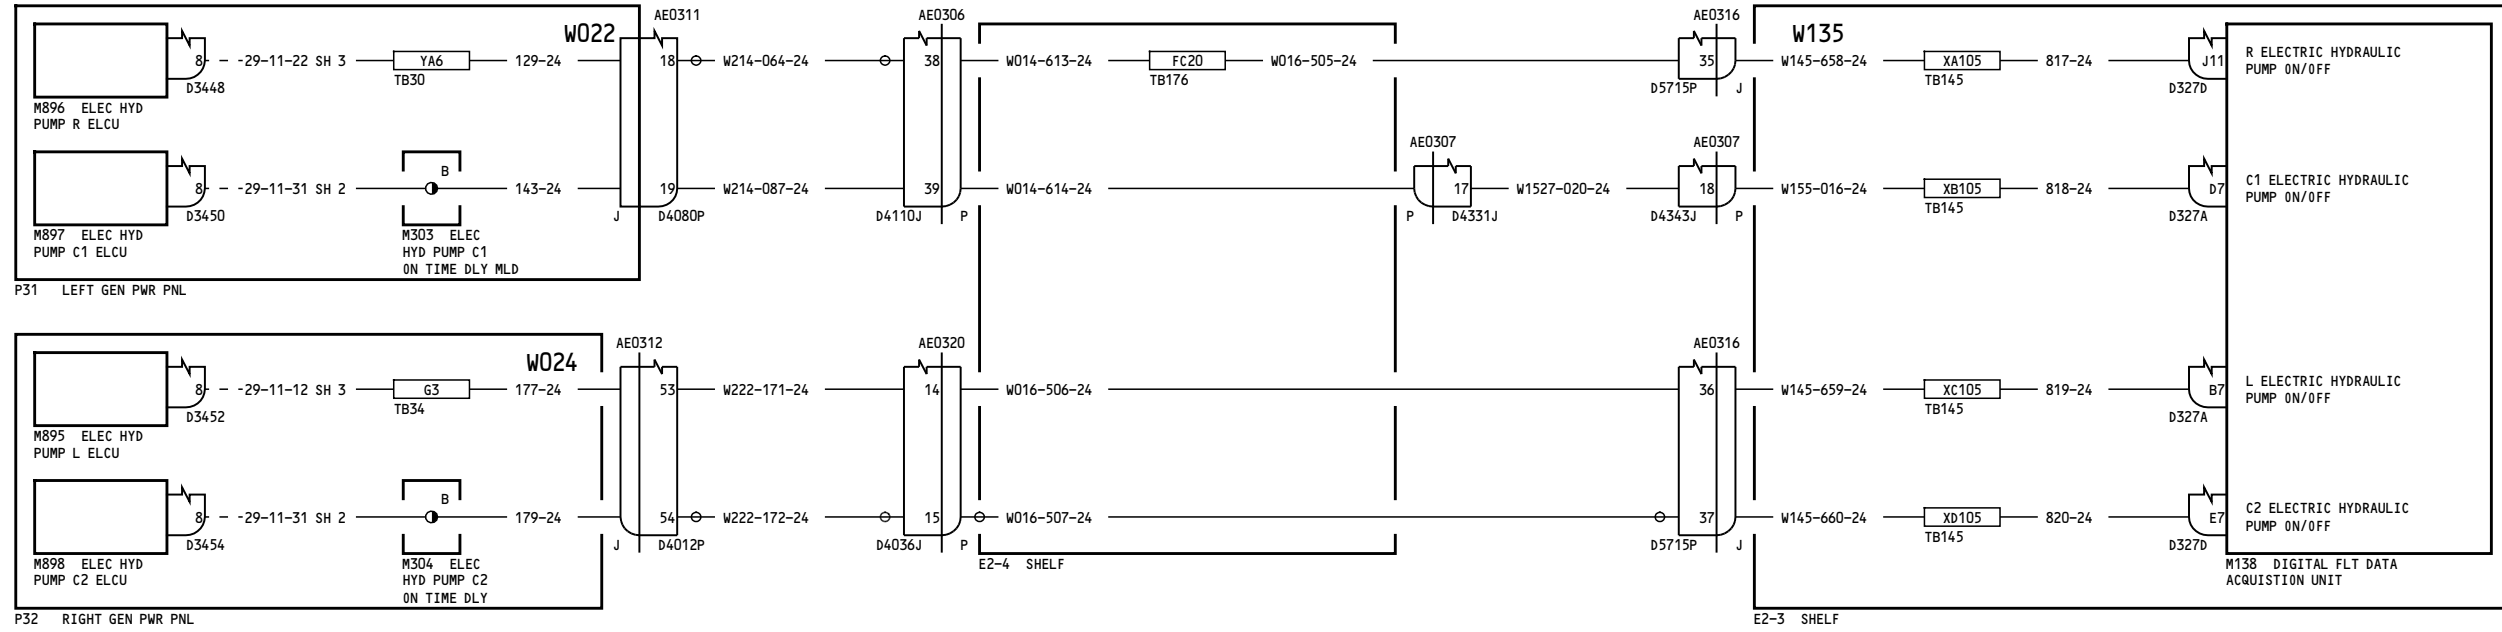 AE0311
AE0306
AE0316
W022
W135
8
-29-11-22 SH 3
YA6
129-24
18
W214-064-24
38
W014-613-24
FC20
W016-505-24
35
W145-658-24
XA105
817-24
J11
R ELECTRIC HYDRAULIC
PUMP ON/OFF
D3448
TB30
TB176
D5715P
J
TB145
D327D
M896 ELEC HYD
PUMP R ELCU
AE0307
AE0307
B
8
-29-11-31 SH 2
143-24
19
W214-087-24
39
W014-614-24
17
W1527-020-24
18
W155-016-24
XB105
818-24
D7
C1 ELECTRIC HYDRAULIC
PUMP ON/OFF
D3450
J
D4080P
D4110J
P
P
D4331J
D4343J
P
TB145
D327A
M897 ELEC HYD
PUMP C1 ELCU
M303 ELEC
HYD PUMP C1
ON TIME DLY MLD
P31 LEFT GEN PWR PNL
AE0312
AE0320
AE0316
W024
8
-29-11-12 SH 3
G3
177-24
53
W222-171-24
14
W016-506-24
36
W145-659-24
XC105
819-24
B7
L ELECTRIC HYDRAULIC
PUMP ON/OFF
D3452
TB34
TB145
D327A
M895 ELEC HYD
PUMP L ELCU
B
8
-29-11-31 SH 2
179-24
54
W222-172-24
15
W016-507-24
37
W145-660-24
XD105
820-24
E7
C2 ELECTRIC HYDRAULIC
PUMP ON/OFF
D3454
J
D4012P
D4036J
P
D5715P
J
TB145
D327D
M898 ELEC HYD
PUMP C2 ELCU
M304 ELEC
HYD PUMP C2
ON TIME DLY
E2-4 SHELF
M138 DIGITAL FLT DATA
ACQUISTION UNIT
P32 RIGHT GEN PWR PNL
E2-3 SHELF